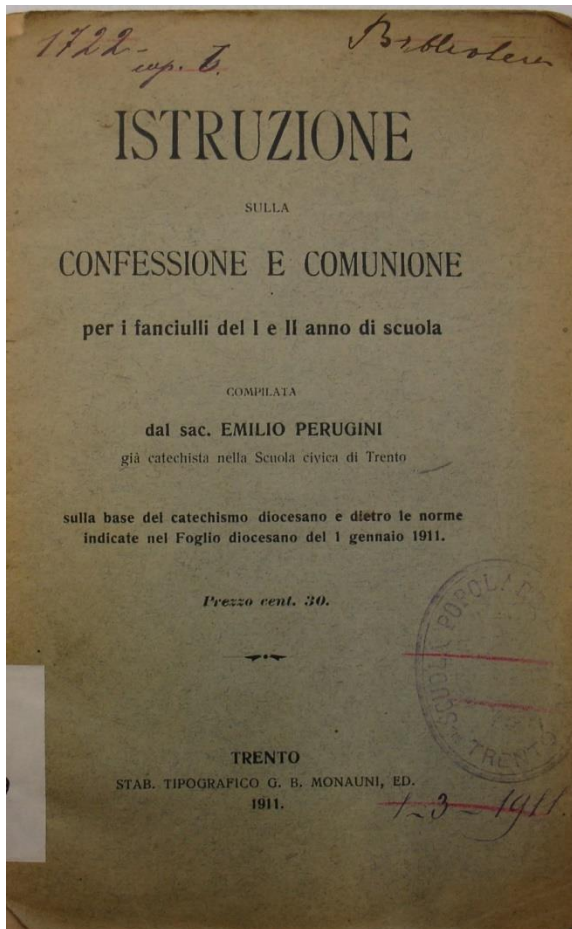 1722-
Biblioteca
ISTRUZIONE
SULLA
CONFESSIONE E COMUNIONE
per i fanciulli del I e II anno di scuola
COMPILATA
dal sac. EMILIO PERUGINI
già catechista nella Scuola civica di Trento
sulla base del catechismo diocesano e dietro le norme
indicate nel Foglio diocesano del 1 gennaio 1911.
Prezzo cent. 30.
TRENTO
STAB. TIPOGRAFICO G. B. MONAUNI, ED.
1911.
1-3-1911.
TRENTO